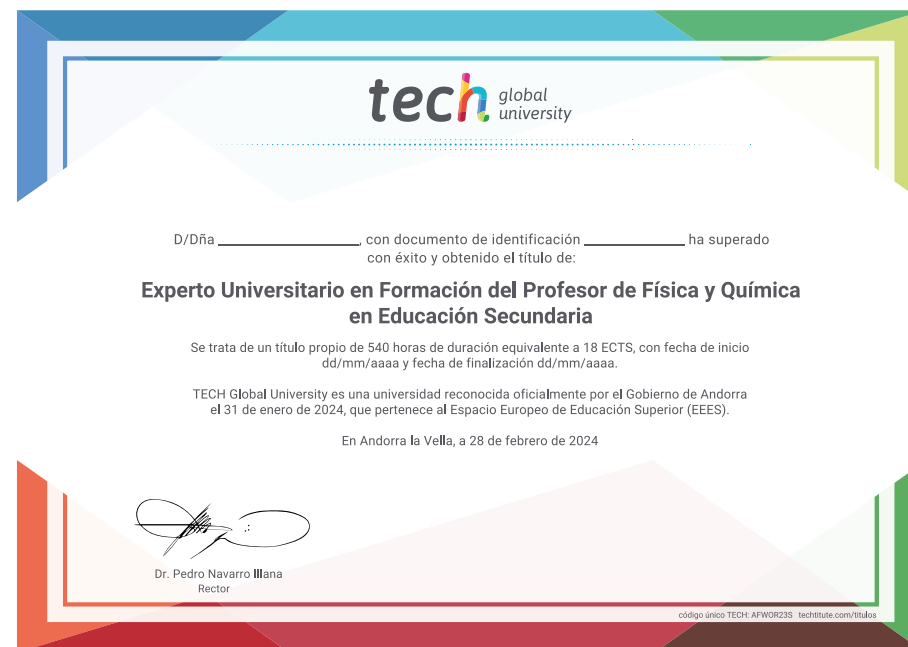 tech global university
D/Dña ______________, con documento de identificación __________ ha superado
con éxito y obtenido el título de:
Experto Universitario en Formación del Profesor de Física y Química
en Educación Secundaria
Se trata de un título propio de 540 horas de duración equivalente a 18 ECTS, con fecha de inicio
dd/mm/aaaa y fecha de finalización dd/mm/aaaa.
TECH Global University es una universidad reconocida oficialmente por el Gobierno de Andorra
el 31 de enero de 2024, que pertenece al Espacio Europeo de Educación Superior (EEES).
En Andorra la Vella, a 28 de febrero de 2024
Dr. Pedro Navarro Illana
Rector
código único TECH: AFWOR23S techtitute.com/titulos